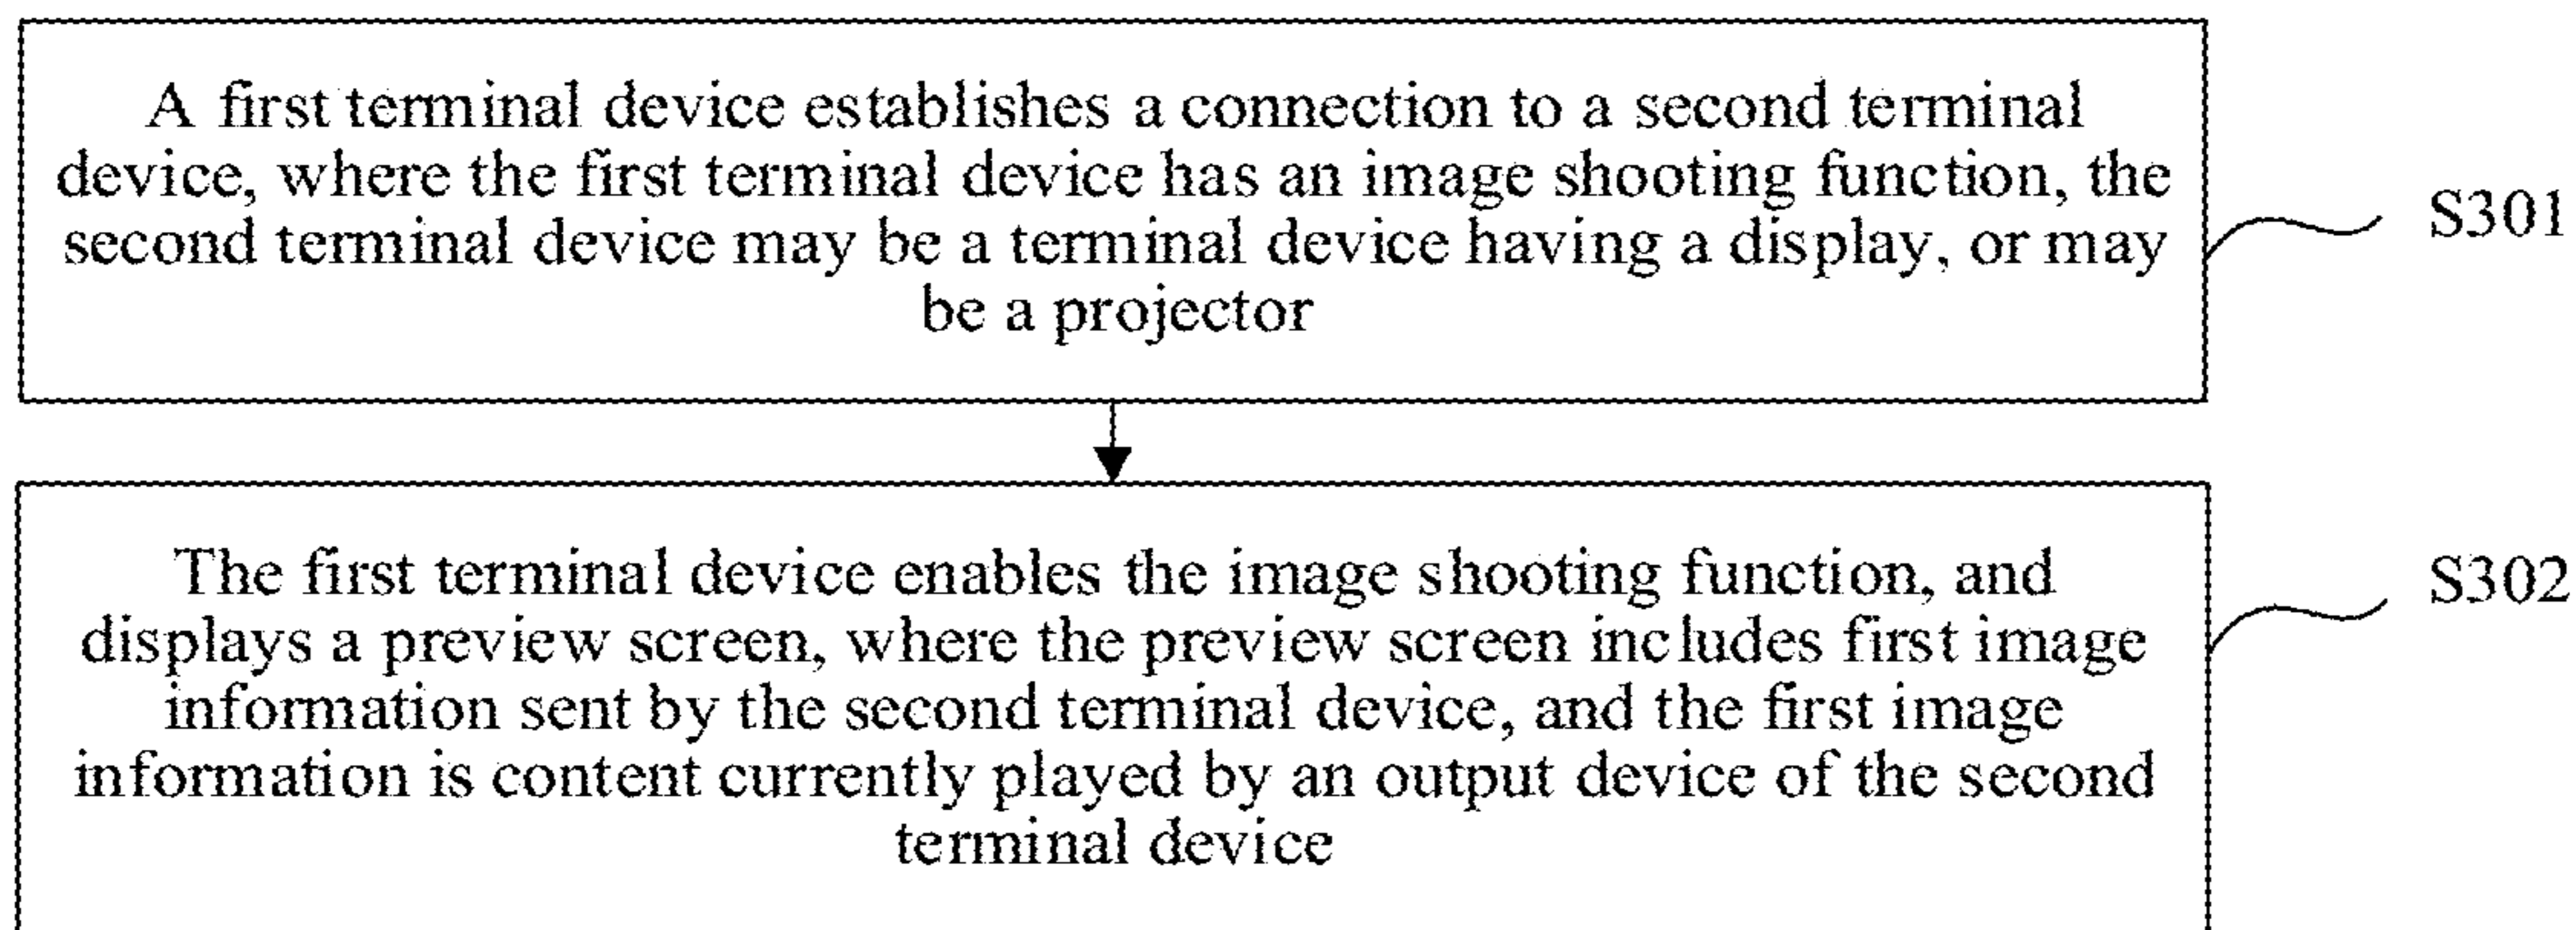 A first terminal device establishes a connection to a second terminal
device, where the first terminal device has an image shooting function, the
second terminal device may be a terminal device having a display, or may
be a projector
S301
The first terminal device enables the image shooting function, and
displays a preview screen, where the preview screen includes first image
information sent by the second terminal device, and the first image
information is content currently played by an output device of the second
terminal device
S302